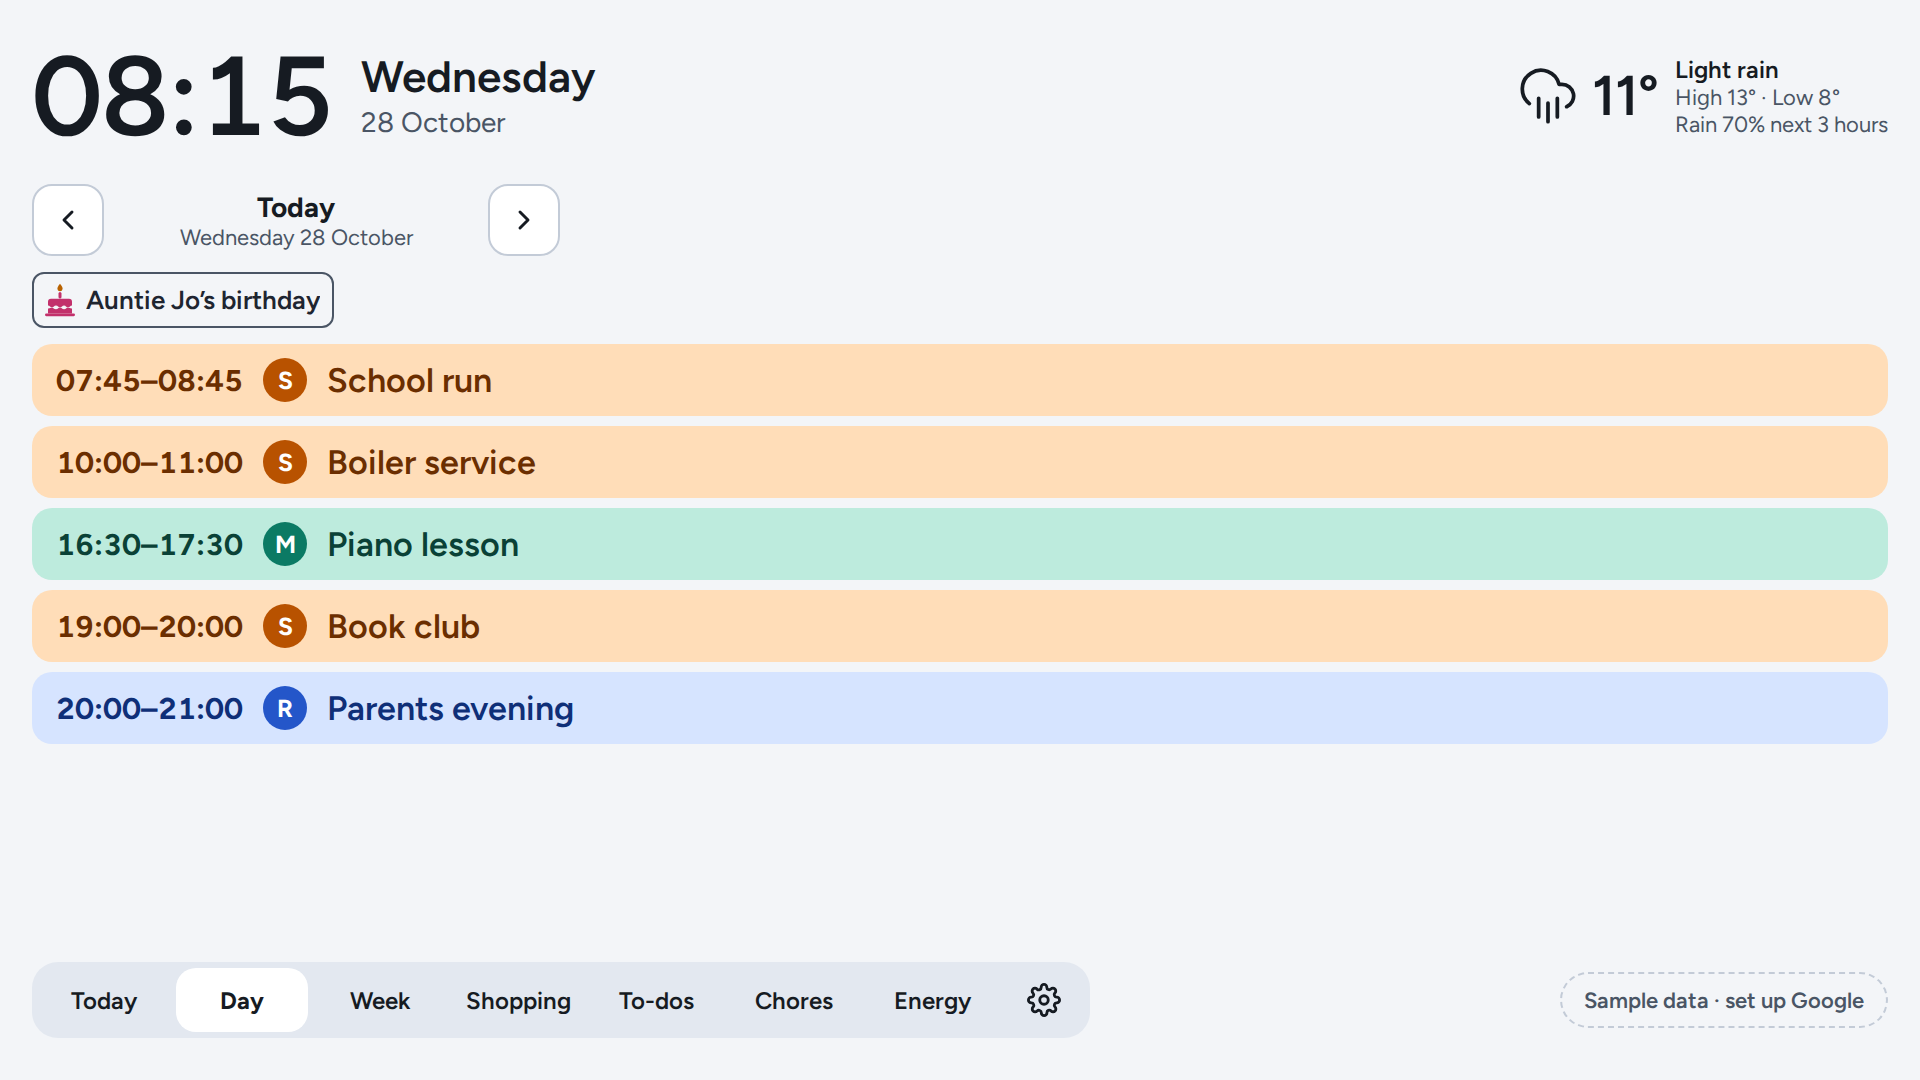 08:15
Wednesday
28 October
11°
Light rain
High 13° · Low 8°
Rain 70% next 3 hours
Today
Wednesday 28 October
Auntie Jo’s birthday
07:45–08:45 S School run
10:00–11:00 S Boiler service
16:30–17:30 M Piano lesson
19:00–20:00 S Book club
20:00–21:00 R Parents evening
Today Day Week Shopping To-dos Chores Energy
Sample data · set up Google